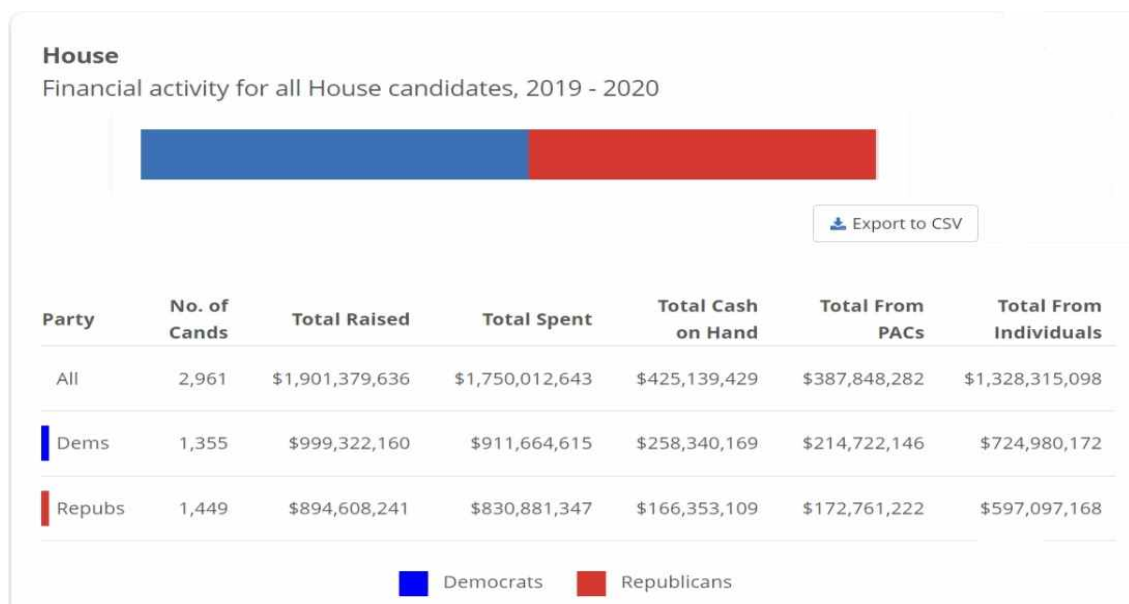 House
Financial activity for all House candidates, 2019 - 2020
Export to CSV
Party No. of Cands Total Raised Total Spent Total Cash on Hand Total From PACs Total From Individuals
All 2,961 $1,901,379,636 $1,750,012,643 $425,139,429 $387,848,282 $1,328,315,098
Dems 1,355 $999,322,160 $911,664,615 $258,340,169 $214,722,146 $724,980,172
Repubs 1,449 $894,608,241 $830,881,347 $166,353,109 $172,761,222 $597,097,168
Democrats Republicans